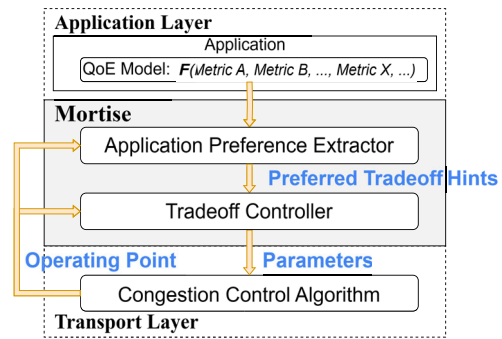 Application Layer
Application
QoE Model: F(Metric A, Metric B, ..., Metric X, ...)
Mortise
Application Preference Extractor
Preferred Tradeoff Hints
Tradeoff Controller
Operating Point
Parameters
Congestion Control Algorithm
Transport Layer